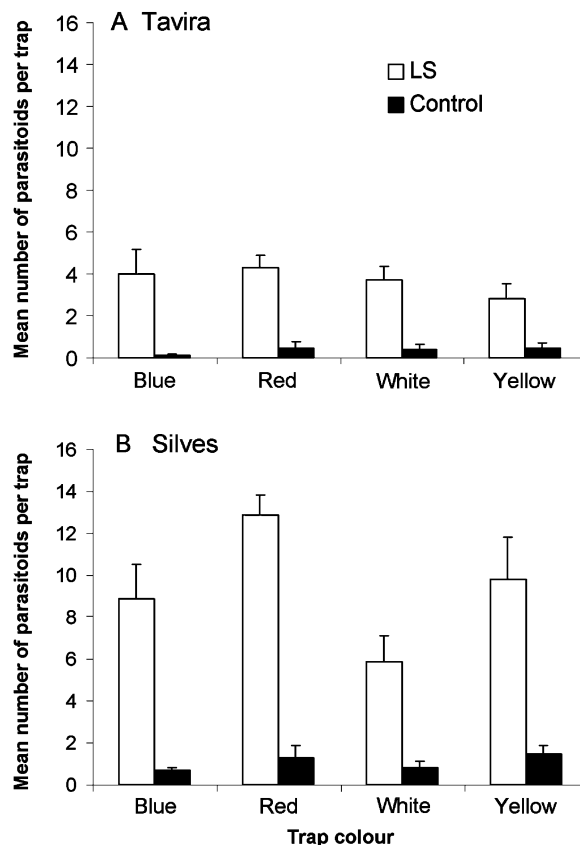 A Tavira
LS
Control
Mean number of parasitoids per trap
16
14
12
10
8
6
4
2
0
Blue Red White Yellow
B Silves
Mean number of parasitoids per trap
16
14
12
10
8
6
4
2
0
Blue Red White Yellow
Trap colour